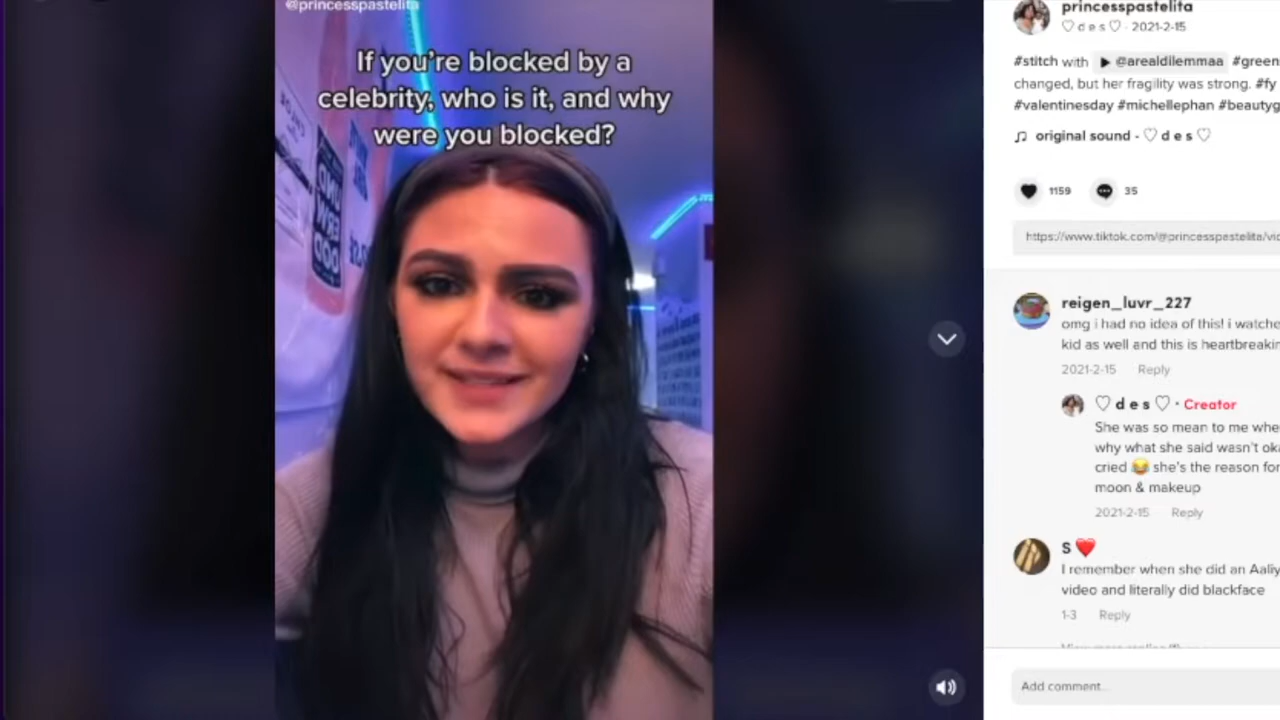 @princesspastelita
If you're blocked by a
celebrity, who is it, and why
were you blocked?
princesspastelita
♡ d e s ♡ · 2021-2-15
#stitch with ▶ @arealdilemmaa #greens
changed, but her fragility was strong. #fy
#valentinesday #michellephan #beautyg
♫ original sound - ♡ d e s ♡
1159
35
https://www.tiktok.com/@princesspastelita/vid
reigen_luvr_227
omg i had no idea of this! i watche
kid as well and this is heartbreakin
2021-2-15 Reply
♡ d e s ♡ · Creator
She was so mean to me whe
why what she said wasn't oka
cried 😂 she's the reason for
moon & makeup
2021-2-15 Reply
S ❤️
I remember when she did an Aaliy
video and literally did blackface
1-3 Reply
Add comment...